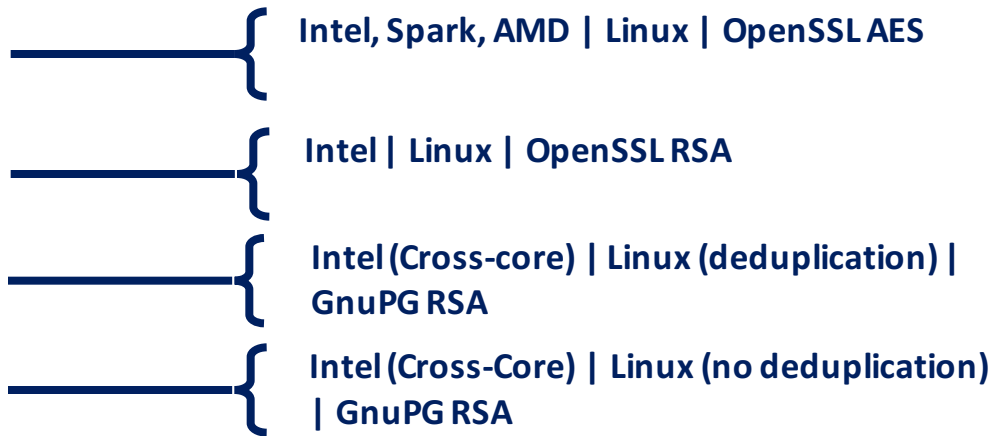 Intel, Spark, AMD | Linux | OpenSSL AES
Intel | Linux | OpenSSL RSA
Intel (Cross-core) | Linux (deduplication) |
GnuPG RSA
Intel (Cross-Core) | Linux (no deduplication)
| GnuPG RSA